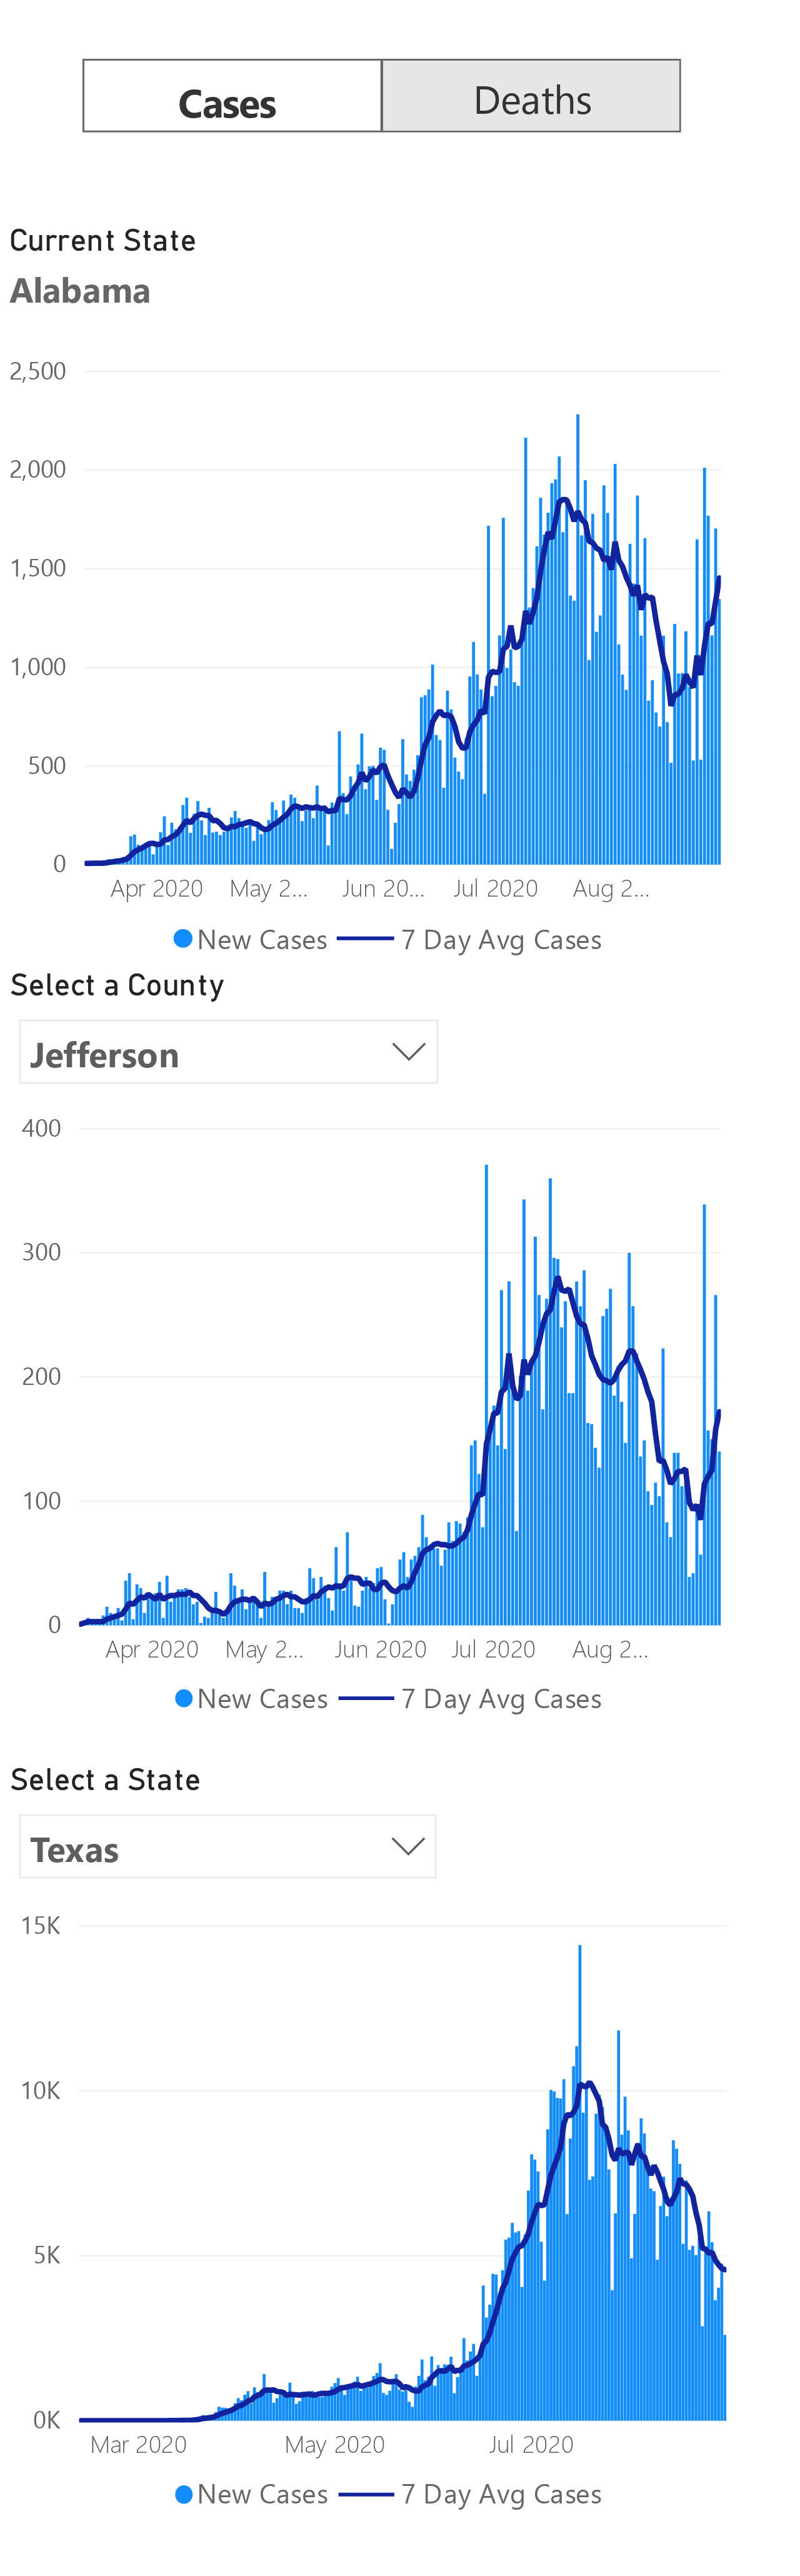 Cases Deaths
Current State
Alabama
2,500
2,000
1,500
1,000
500
0
Apr 2020 May 2... Jun 20... Jul 2020 Aug 2...
New Cases 7 Day Avg Cases
Select a County
Jefferson
400
300
200
100
0
Apr 2020 May 2... Jun 2020 Jul 2020 Aug 2...
New Cases 7 Day Avg Cases
Select a State
Texas
15K
10K
5K
0K
Mar 2020 May 2020 Jul 2020
New Cases 7 Day Avg Cases